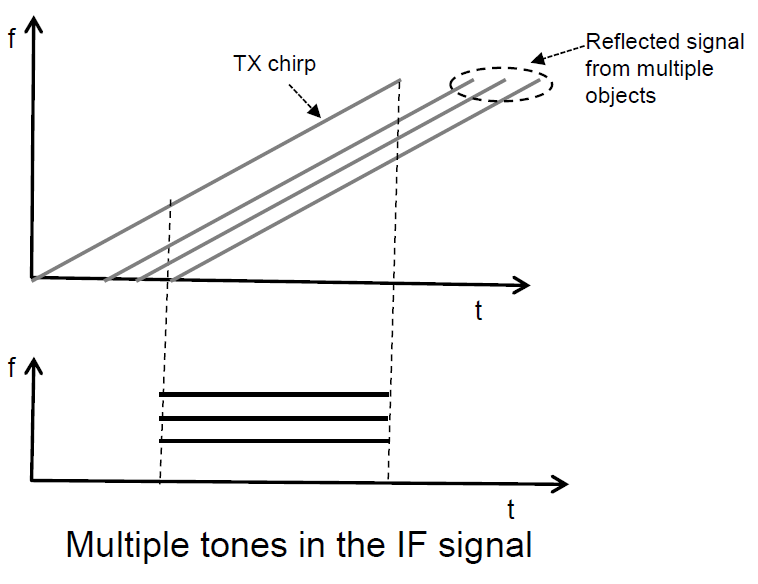 f
TX chirp
Reflected signal
from multiple
objects
t
f
t
Multiple tones in the IF signal